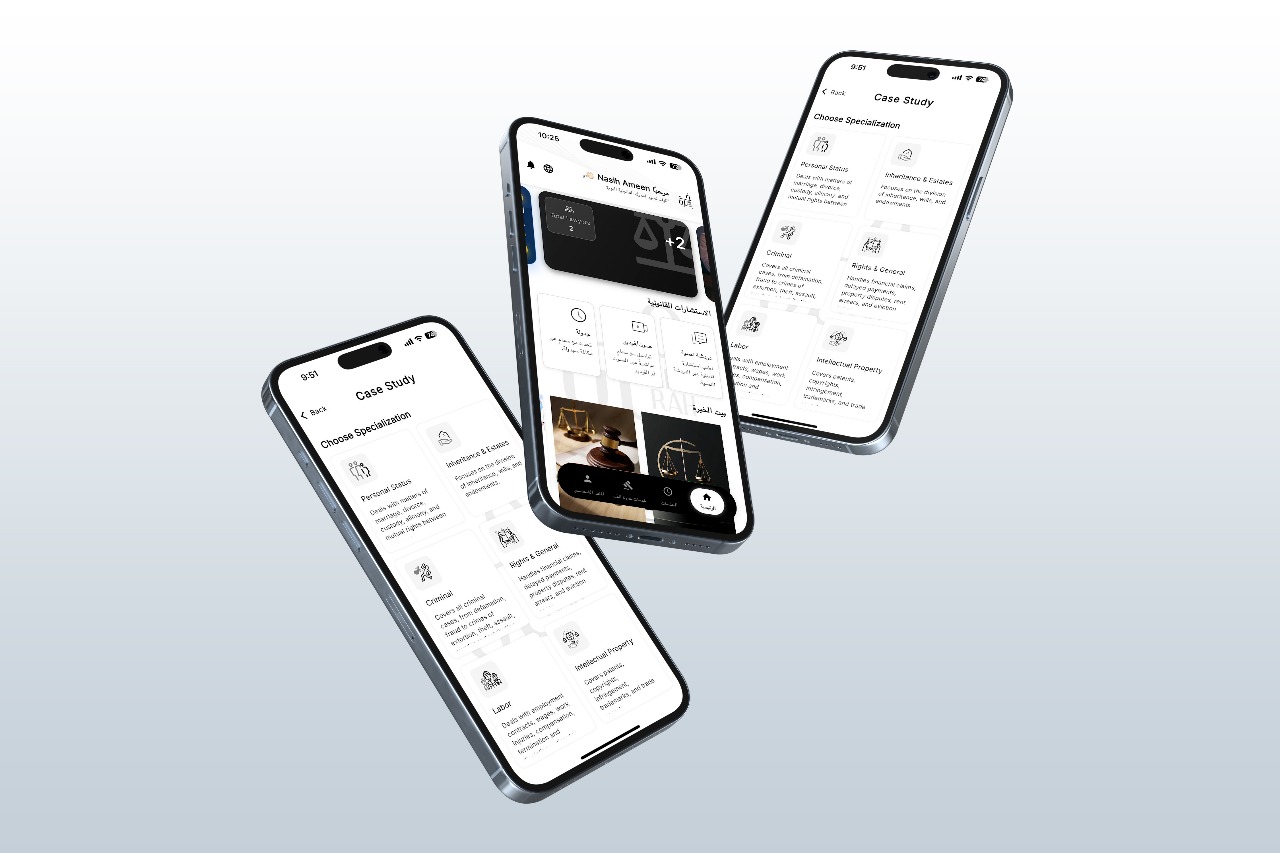 9:51
Back
Case Study
Choose Specialization
Personal Status
Deals with matters of
marriage, divorce,
custody, alimony, and
mutual rights between
Inheritance & Estates
Focuses on the division
of inheritance, wills, and
endowments.
Criminal
Covers all criminal
cases, from defamation,
fraud to crimes of
extortion, theft, assault,
Rights & General
Handles financial claims,
delayed payments,
property disputes, rent
arrears, and eviction
Labor
Deals with employment
contracts, wages, work
injuries, compensation,
termination and
Intellectual Property
Covers patents,
copyrights,
infringement,
trademarks, and trade
10:26
مرحبًا Nasih Ameen
2
+2
الاستشارات القانونية
جدولة
بيت الخبرة
الرئيسية
9:51
Back
Case Study
Choose Specialization
Personal Status
Deals with matters of
marriage, divorce,
custody, alimony, and
mutual rights between
Inheritance & Estates
Focuses on the division
of inheritance, wills, and
endowments.
Criminal
Covers all criminal
cases, from defamation,
fraud to crimes of
extortion, theft, assault,
Rights & General
Handles financial claims,
delayed payments,
property disputes, rent
arrears, and eviction
Labor
with employment
wages, work
compensation,
and
Intellectual Property
Covers patents,
copyrights,
infringement,
trademarks, and trade